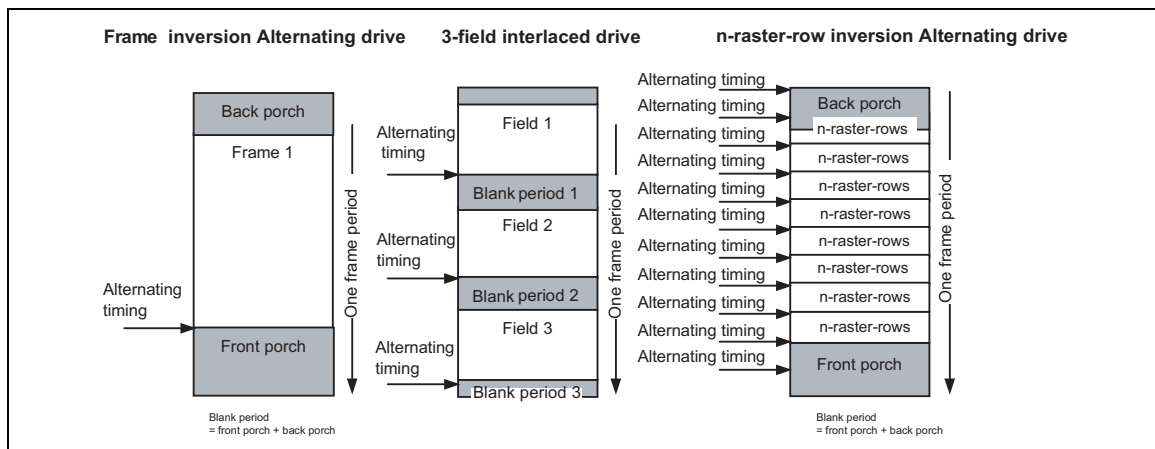 Frame inversion Alternating drive
Back porch
Frame 1
Alternating
timing
Front porch
One frame period
Blank period
= front porch + back porch
3-field interlaced drive
Field 1
Alternating
timing
Blank period 1
Field 2
Alternating
timing
Blank period 2
Field 3
Alternating
timing
Blank period 3
One frame period
n-raster-row inversion Alternating drive
Alternating timing
Alternating timing
Alternating timing
Alternating timing
Alternating timing
Alternating timing
Alternating timing
Alternating timing
Alternating timing
Alternating timing
Alternating timing
Back porch
n-raster-rows
n-raster-rows
n-raster-rows
n-raster-rows
n-raster-rows
n-raster-rows
n-raster-rows
n-raster-rows
Front porch
One frame period
Blank period
= front porch + back porch